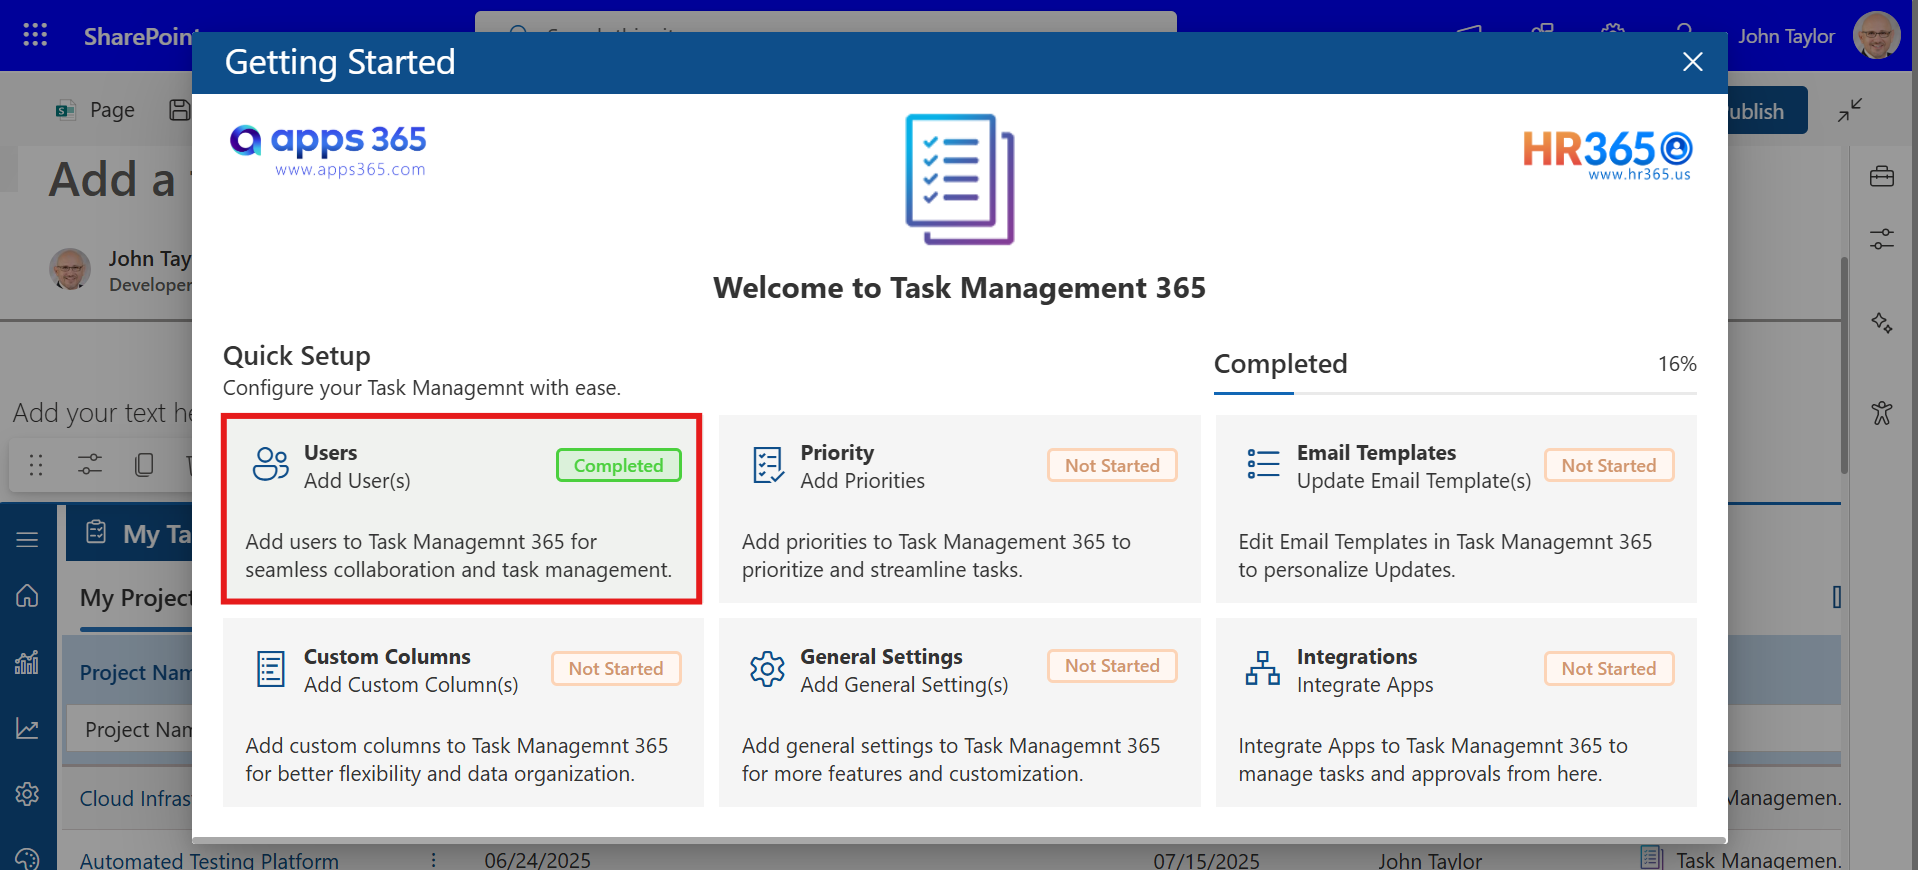 SharePoin
John Taylor
Getting Started
Page
ublish
apps 365
www.apps365.com
HR365
www.hr365.us
Add a
John Tay
Developer
Welcome to Task Management 365
Quick Setup
Configure your Task Managemnt with ease.
Completed
16%
Add your text he
Users
Add User(s)
Completed
Add users to Task Managemnt 365 for
seamless collaboration and task management.
Priority
Add Priorities
Not Started
Add priorities to Task Management 365 to
prioritize and streamline tasks.
Email Templates
Update Email Template(s)
Not Started
Edit Email Templates in Task Managemnt 365
to personalize Updates.
My Ta
My Project
Project Nam
Project Nam
Custom Columns
Add Custom Column(s)
Not Started
Add custom columns to Task Managemnt 365
for better flexibility and data organization.
General Settings
Add General Setting(s)
Not Started
Add general settings to Task Managemnt 365
for more features and customization.
Integrations
Integrate Apps
Not Started
Integrate Apps to Task Managemnt 365 to
manage tasks and approvals from here.
Cloud Infras
Managemen.
Automated Testing Platform
06/24/2025
07/15/2025
John Taylor
Task Managemen.